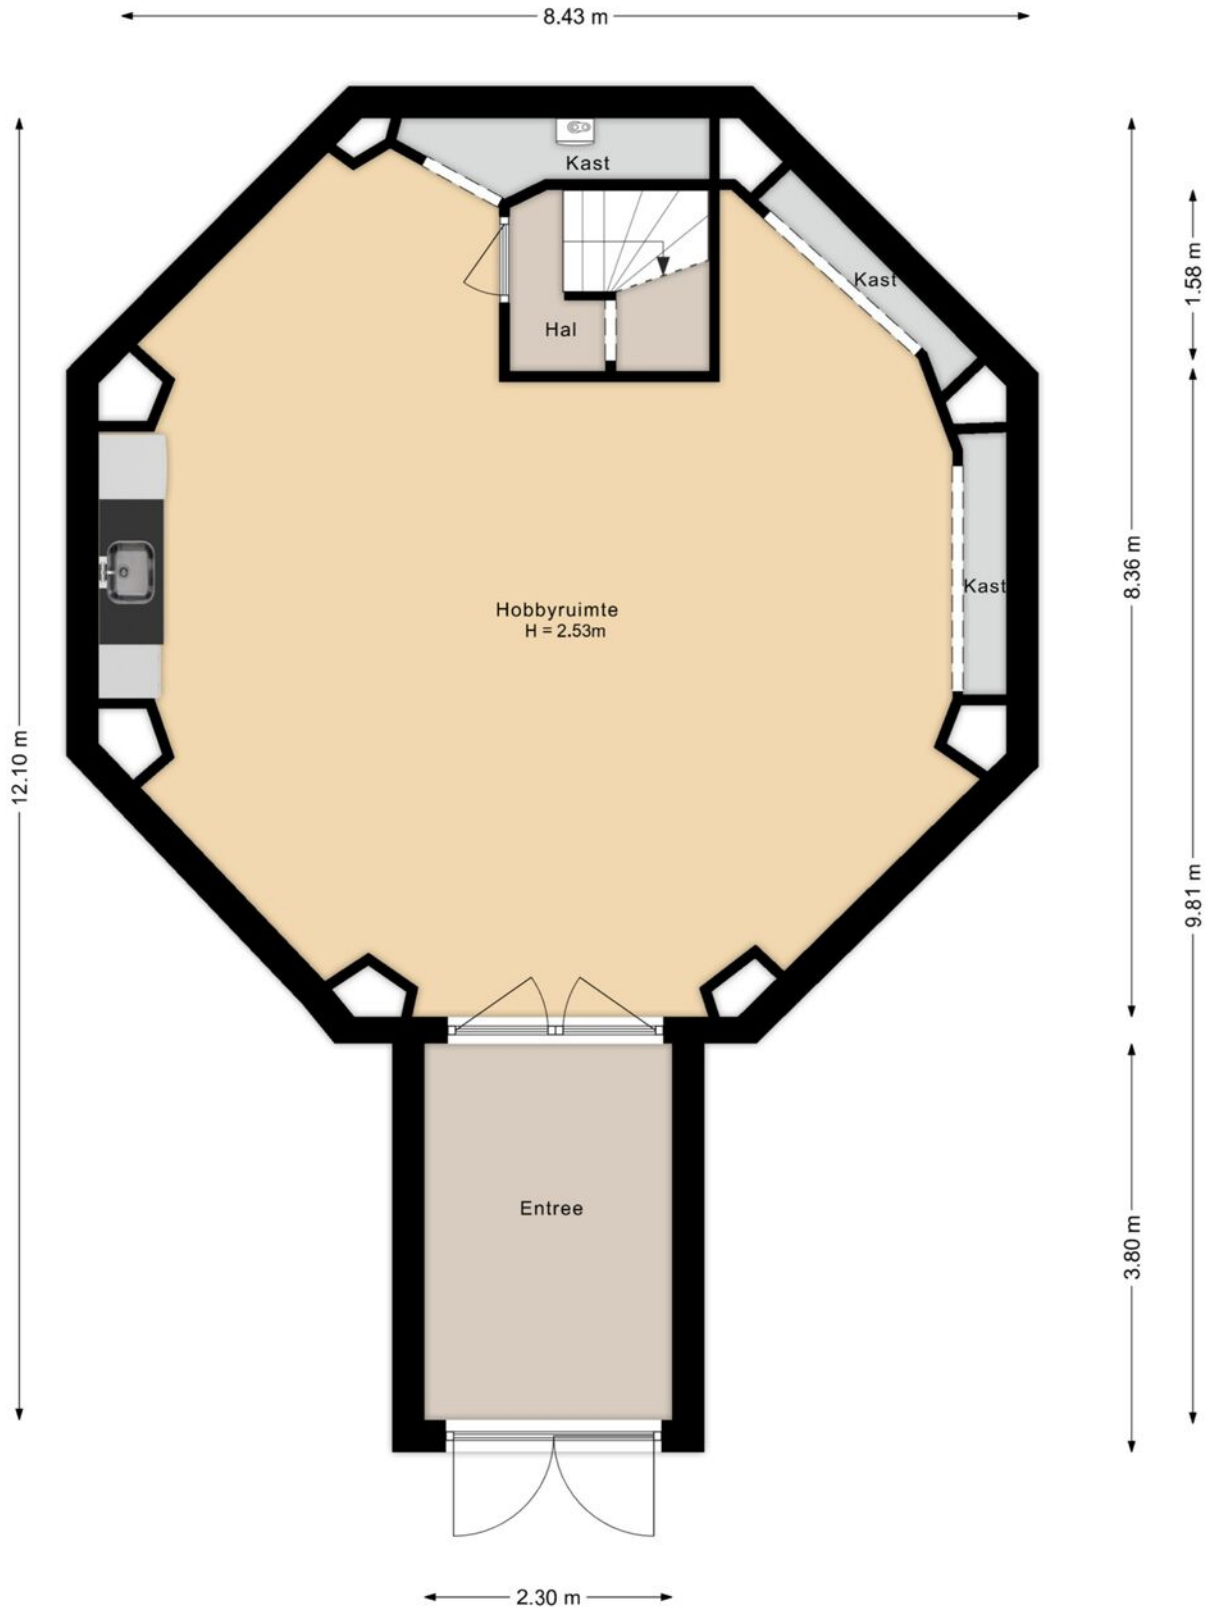 8.43 m
Kast
Kast
1.58 m
Hal
8.36 m
Kast
Hobbyruimte
H = 2.53m
12.10 m
9.81 m
Entree
3.80 m
2.30 m